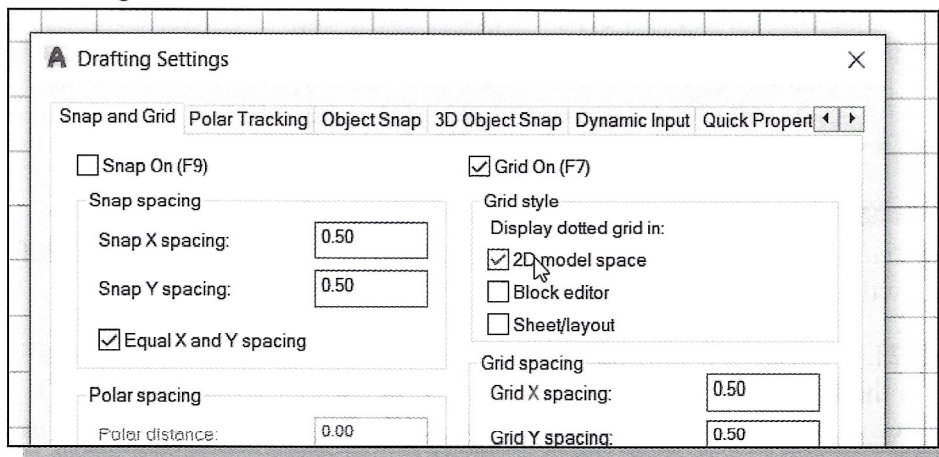 Drafting Settings
Snap and Grid Polar Tracking Object Snap 3D Object Snap Dynamic Input Quick Propert
Snap On (F9)
Snap spacing
Snap X spacing: 0.50
Snap Y spacing: 0.50
Equal X and Y spacing
Polar spacing
Polar distance: 0.00
Grid On (F7)
Grid style
Display dotted grid in:
2D model space
Block editor
Sheet/layout
Grid spacing
Grid X spacing: 0.50
Grid Y spacing: 0.50